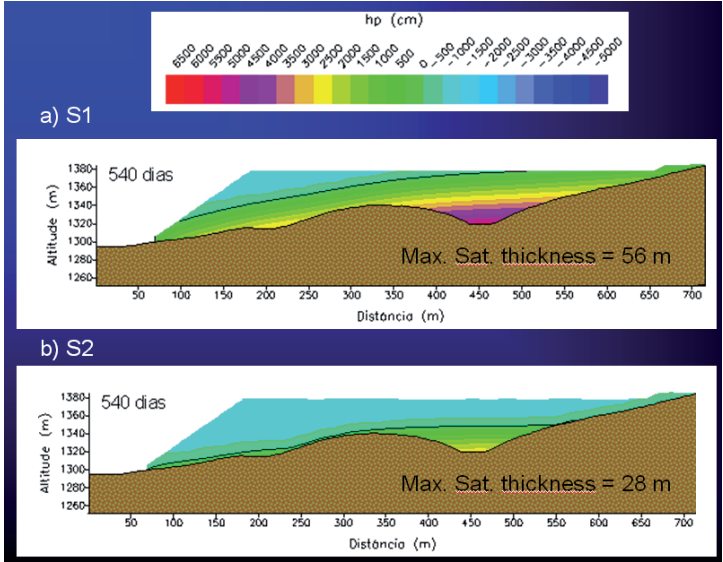 hp (cm)
6500 6000 5500 5000 4500 4000 3500 3000 2500 2000 1500 1000 500 0 -500 -1000 -1500 -2000 -2500 -3000 -3500 -4000 -4500 -5000
a) S1
540 dias
Altitude (m)
1380
1360
1340
1320
1300
1280
1260
Max. Sat. thickness = 56 m
50 100 150 200 250 300 350 400 450 500 550 600 650 700
Distância (m)
b) S2
540 dias
Altitude (m)
1380
1360
1340
1320
1300
1280
1260
Max. Sat. thickness = 28 m
50 100 150 200 250 300 350 400 450 500 550 600 650 700
Distância (m)